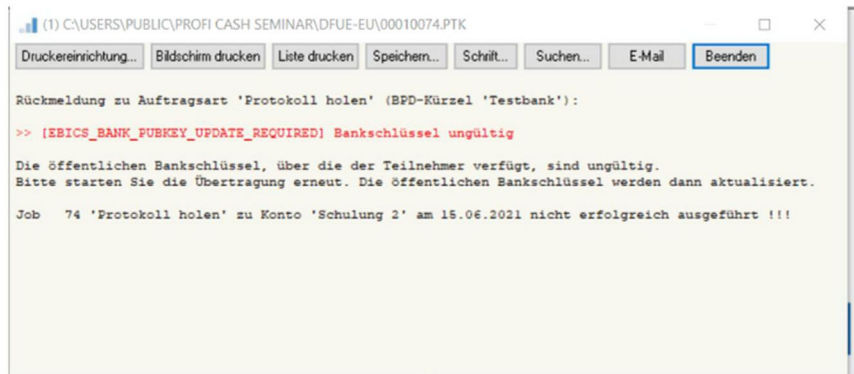 (1) C:\USERS\PUBLIC\PROFI CASH SEMINAR\DFUE-EU\00010074.PTK
Druckereinrichtung... Bildschirm drucken Liste drucken Speichern... Schrift... Suchen... E-Mail Beenden
Rückmeldung zu Auftragsart 'Protokoll holen' (BPD-Kürzel 'Testbank'):
>> [EBICS_BANK_PUBKEY_UPDATE_REQUIRED] Bankschlüssel ungültig
Die öffentlichen Bankschlüssel, über die der Teilnehmer verfügt, sind ungültig.
Bitte starten Sie die Übertragung erneut. Die öffentlichen Bankschlüssel werden dann aktualisiert.
Job 74 'Protokoll holen' zu Konto 'Schulung 2' am 15.06.2021 nicht erfolgreich ausgeführt !!!